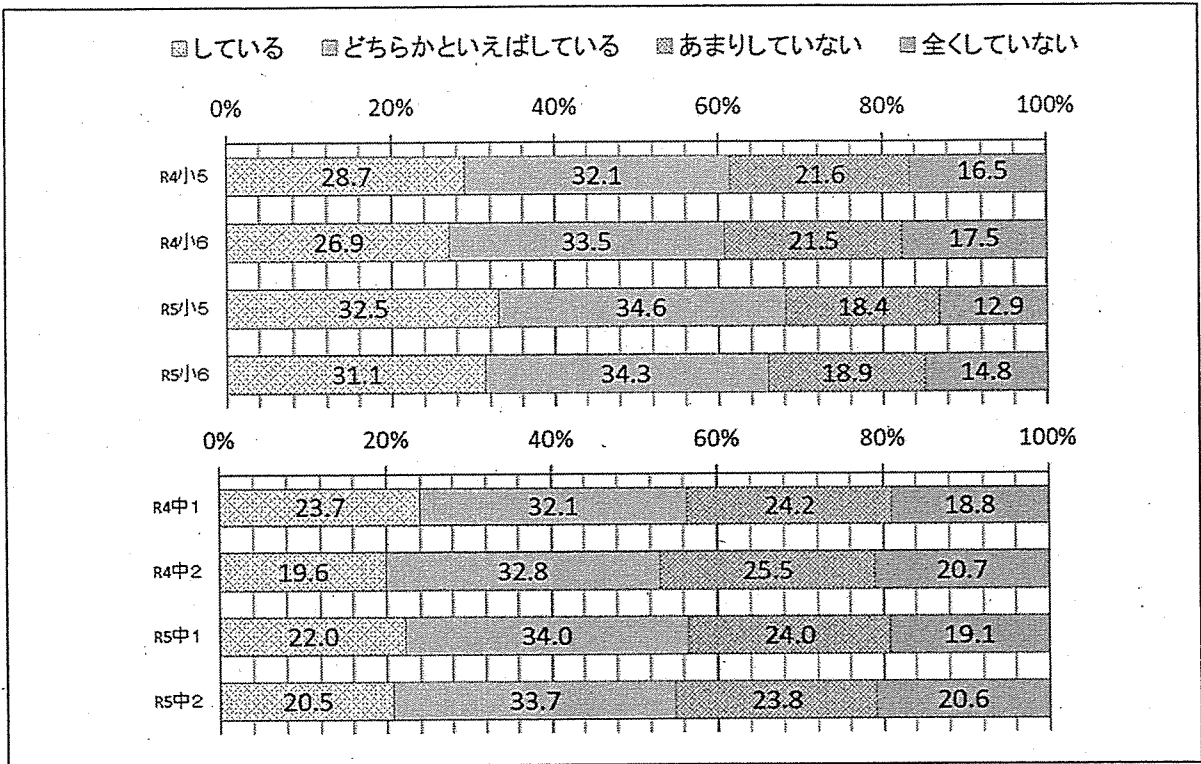 している どちらかといえばしている あまりしていない 全くしていない
0% 20% 40% 60% 80% 100%
R4小5 28.7 32.1 21.6 16.5
R4小6 26.9 33.5 21.5 17.5
R5小5 32.5 34.6 18.4 12.9
R5小6 31.1 34.3 18.9 14.8
0% 20% 40% 60% 80% 100%
R4中1 23.7 32.1 24.2 18.8
R4中2 19.6 32.8 25.5 20.7
R5中1 22.0 34.0 24.0 19.1
R5中2 20.5 33.7 23.8 20.6